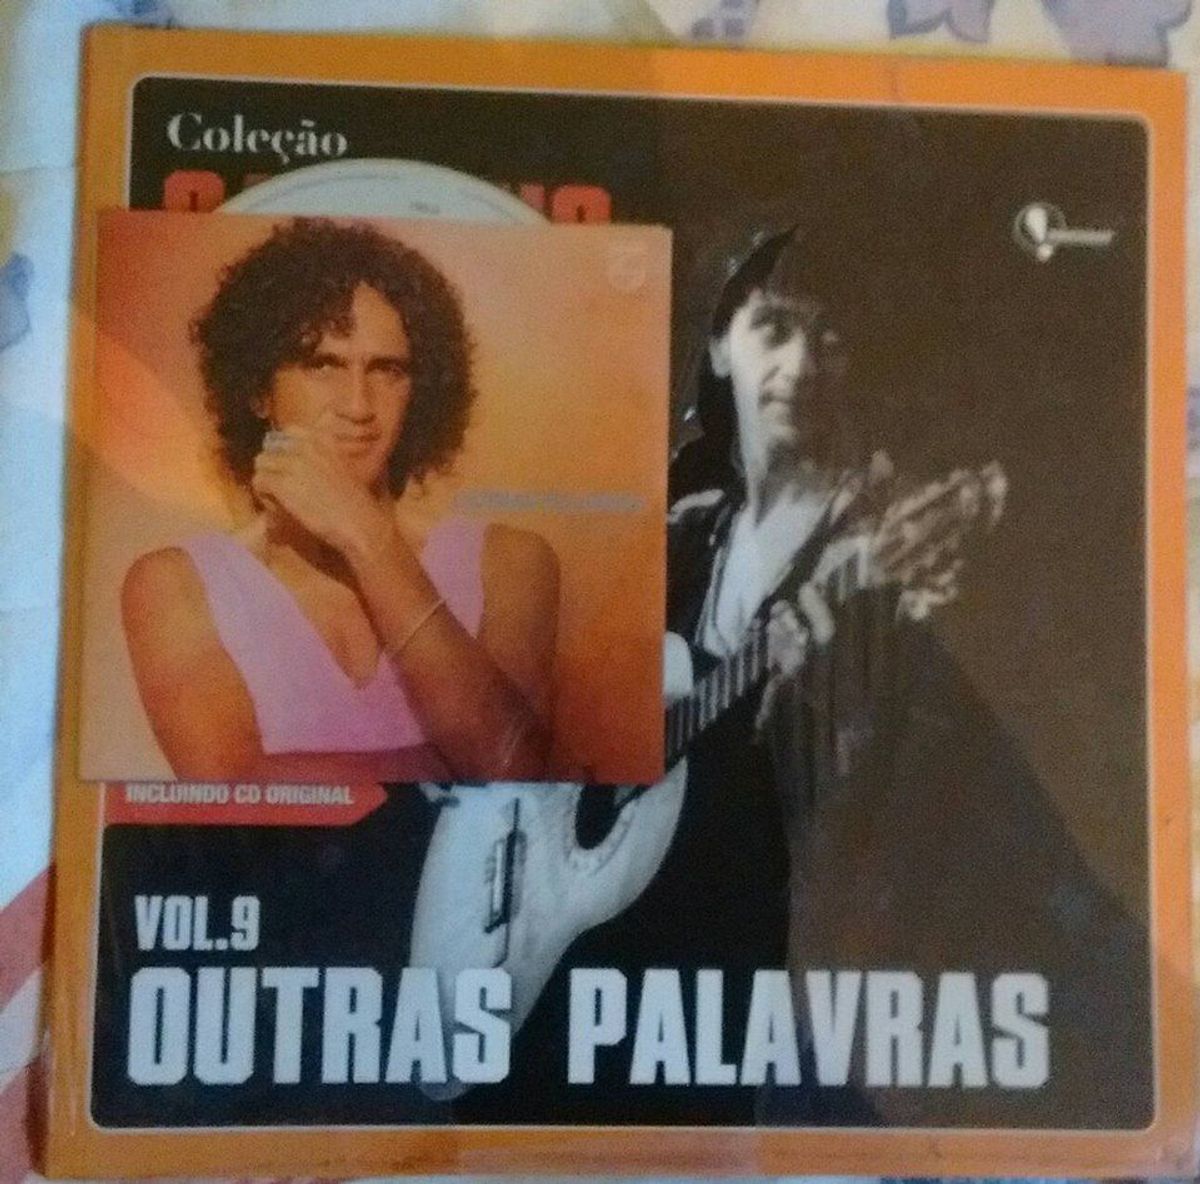 Coleção
INCLUINDO CD ORIGINAL
VOL.9
OUTRAS PALAVRAS